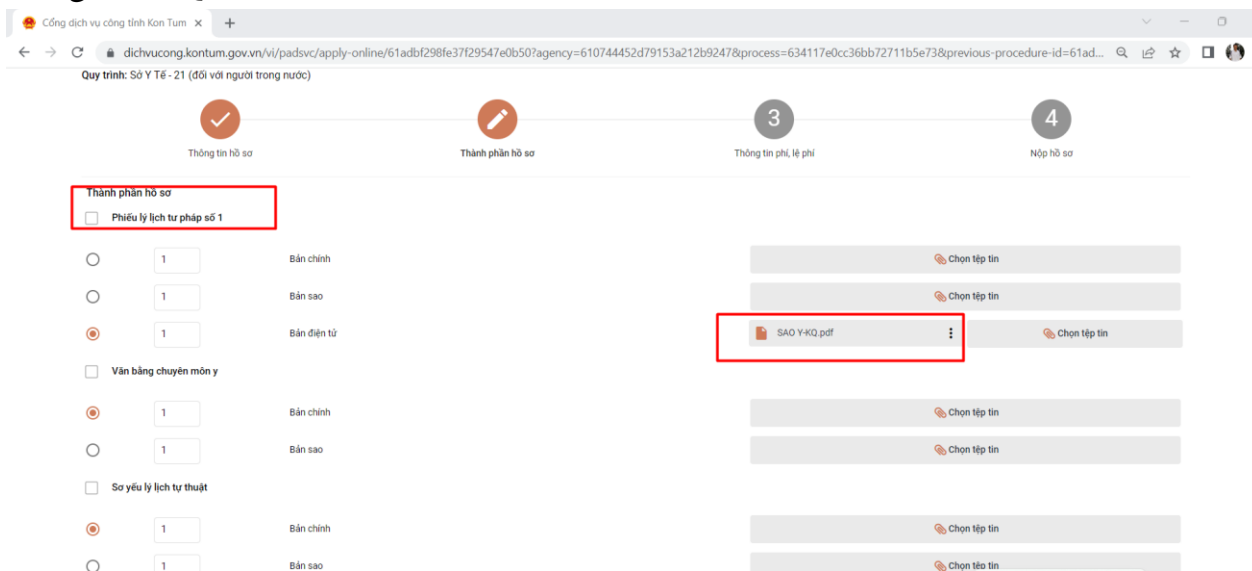 Cổng dịch vụ công tỉnh Kon Tum
dichvucong.kontum.gov.vn/vi/padsvc/apply-online/61adbf298fe37f29547e0b50?agency=610744452d79153a212b9247&process=634117e0cc36bb72711b5e73&previous-procedure-id=61ad...
Quy trình: Sở Y Tế - 21 (đối với người trong nước)
3
4
Thông tin hồ sơ
Thành phần hồ sơ
Thông tin phí, lệ phí
Nộp hồ sơ
Thành phần hồ sơ
Phiếu lý lịch tư pháp số 1
1 Bản chính Chọn tệp tin
1 Bản sao Chọn tệp tin
1 Bản điện tử SAO Y-KQ.pdf Chọn tệp tin
Văn bằng chuyên môn y
1 Bản chính Chọn tệp tin
1 Bản sao Chọn tệp tin
Sơ yếu lý lịch tự thuật
1 Bản chính Chọn tệp tin
1 Bản sao Chọn tệp tin